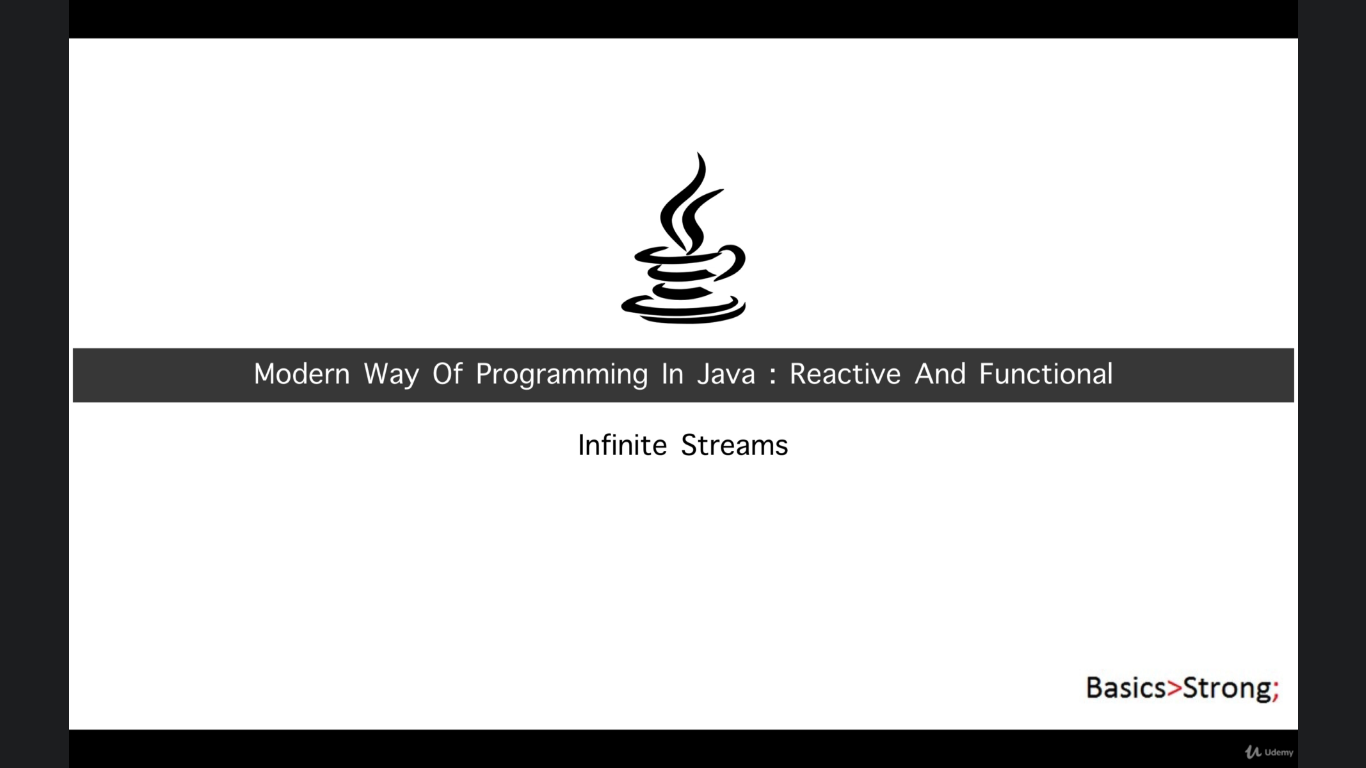 Modern Way Of Programming In Java : Reactive And Functional
Infinite Streams
Basics>Strong;
Udemy